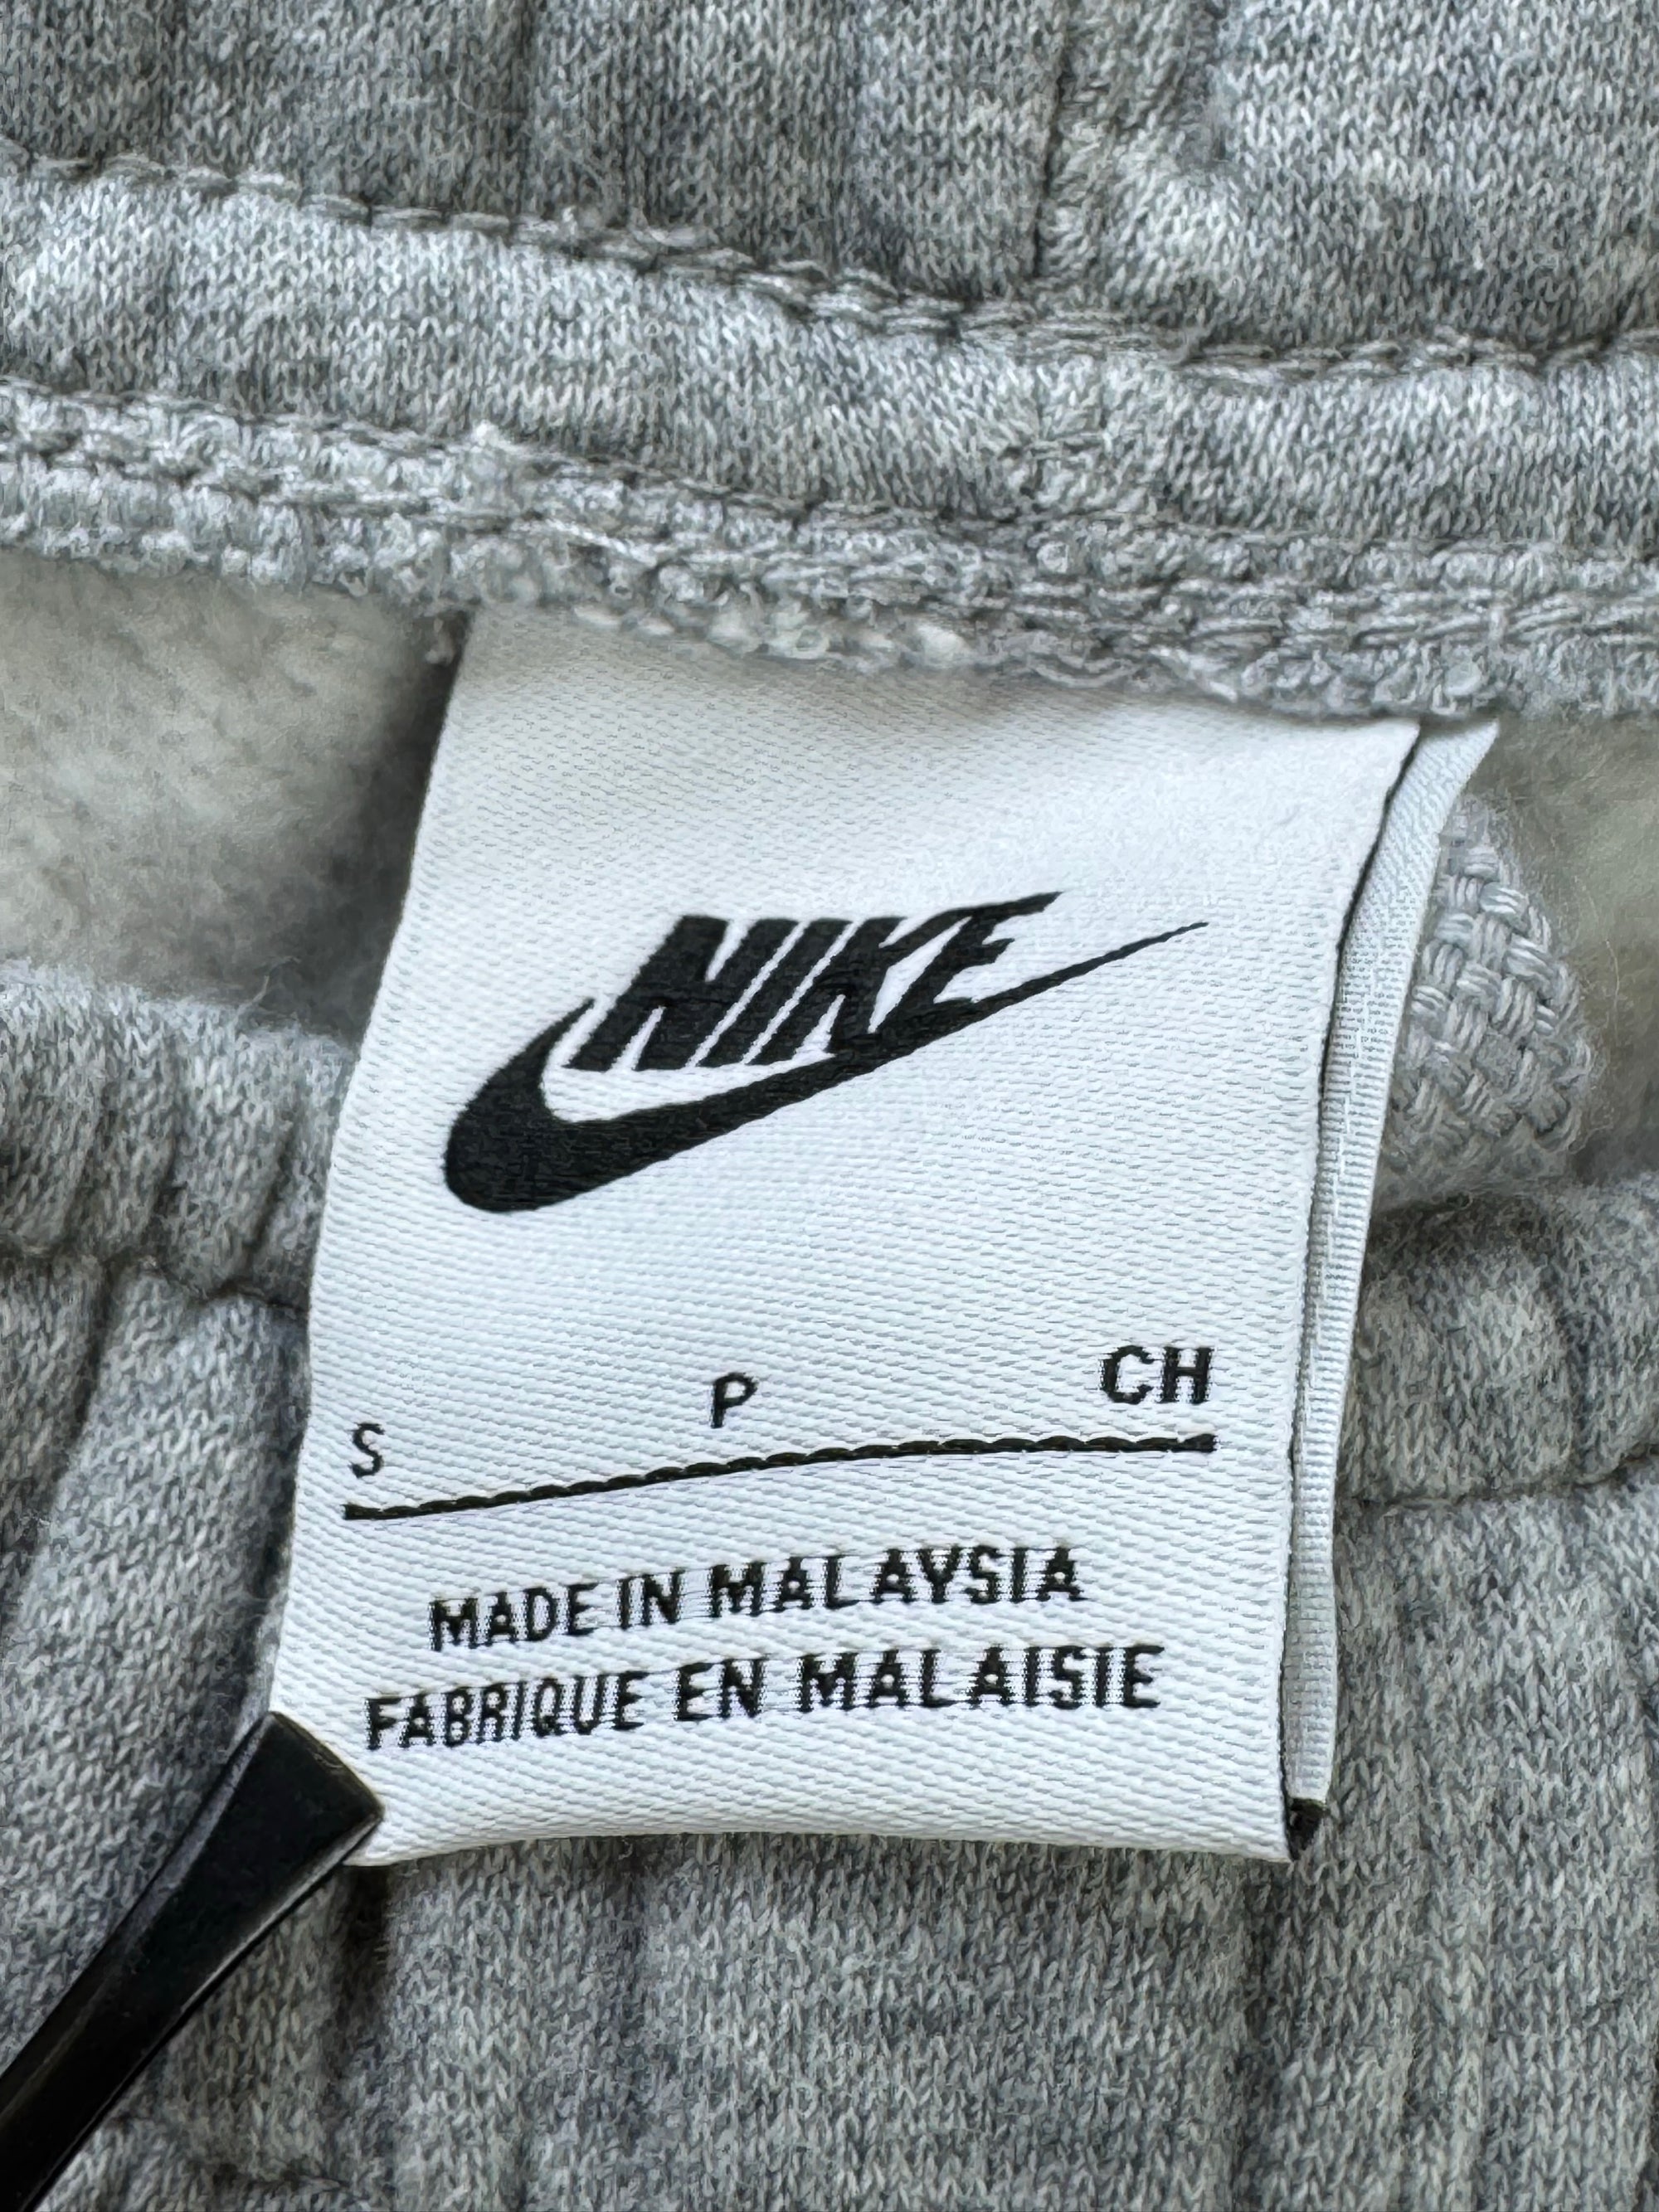 NIKE
S P CH
MADE IN MALAYSIA
FABRIQUE EN MALAISIE